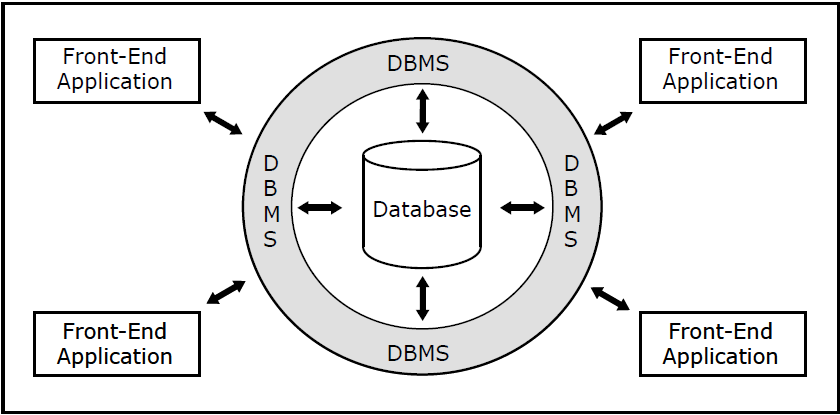 Front-End
Application
DBMS
Front-End
Application
D
B
M
S
Database
D
B
M
S
Front-End
Application
DBMS
Front-End
Application